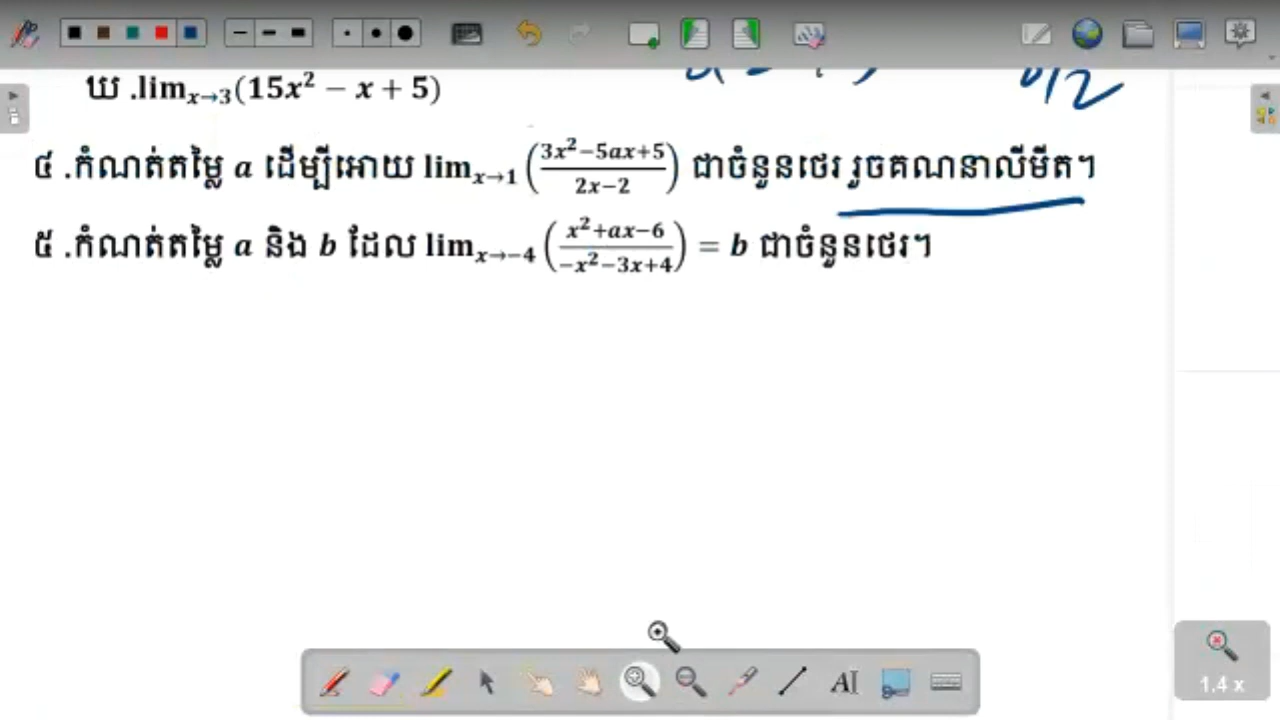 ឃ .lim_{x→3}(15x² − x + 5)
៤ .កំណត់តម្លៃ a ដើម្បីអោយ lim_{x→1} ((3x²−5ax+5)/(2x−2)) ជាចំនួនថេរ រួចគណនាលីមីត។
៥ .កំណត់តម្លៃ a និង b ដែល lim_{x→−4} ((x²+ax−6)/(−x²−3x+4)) = b ជាចំនួនថេរ។
AI
1.4 x